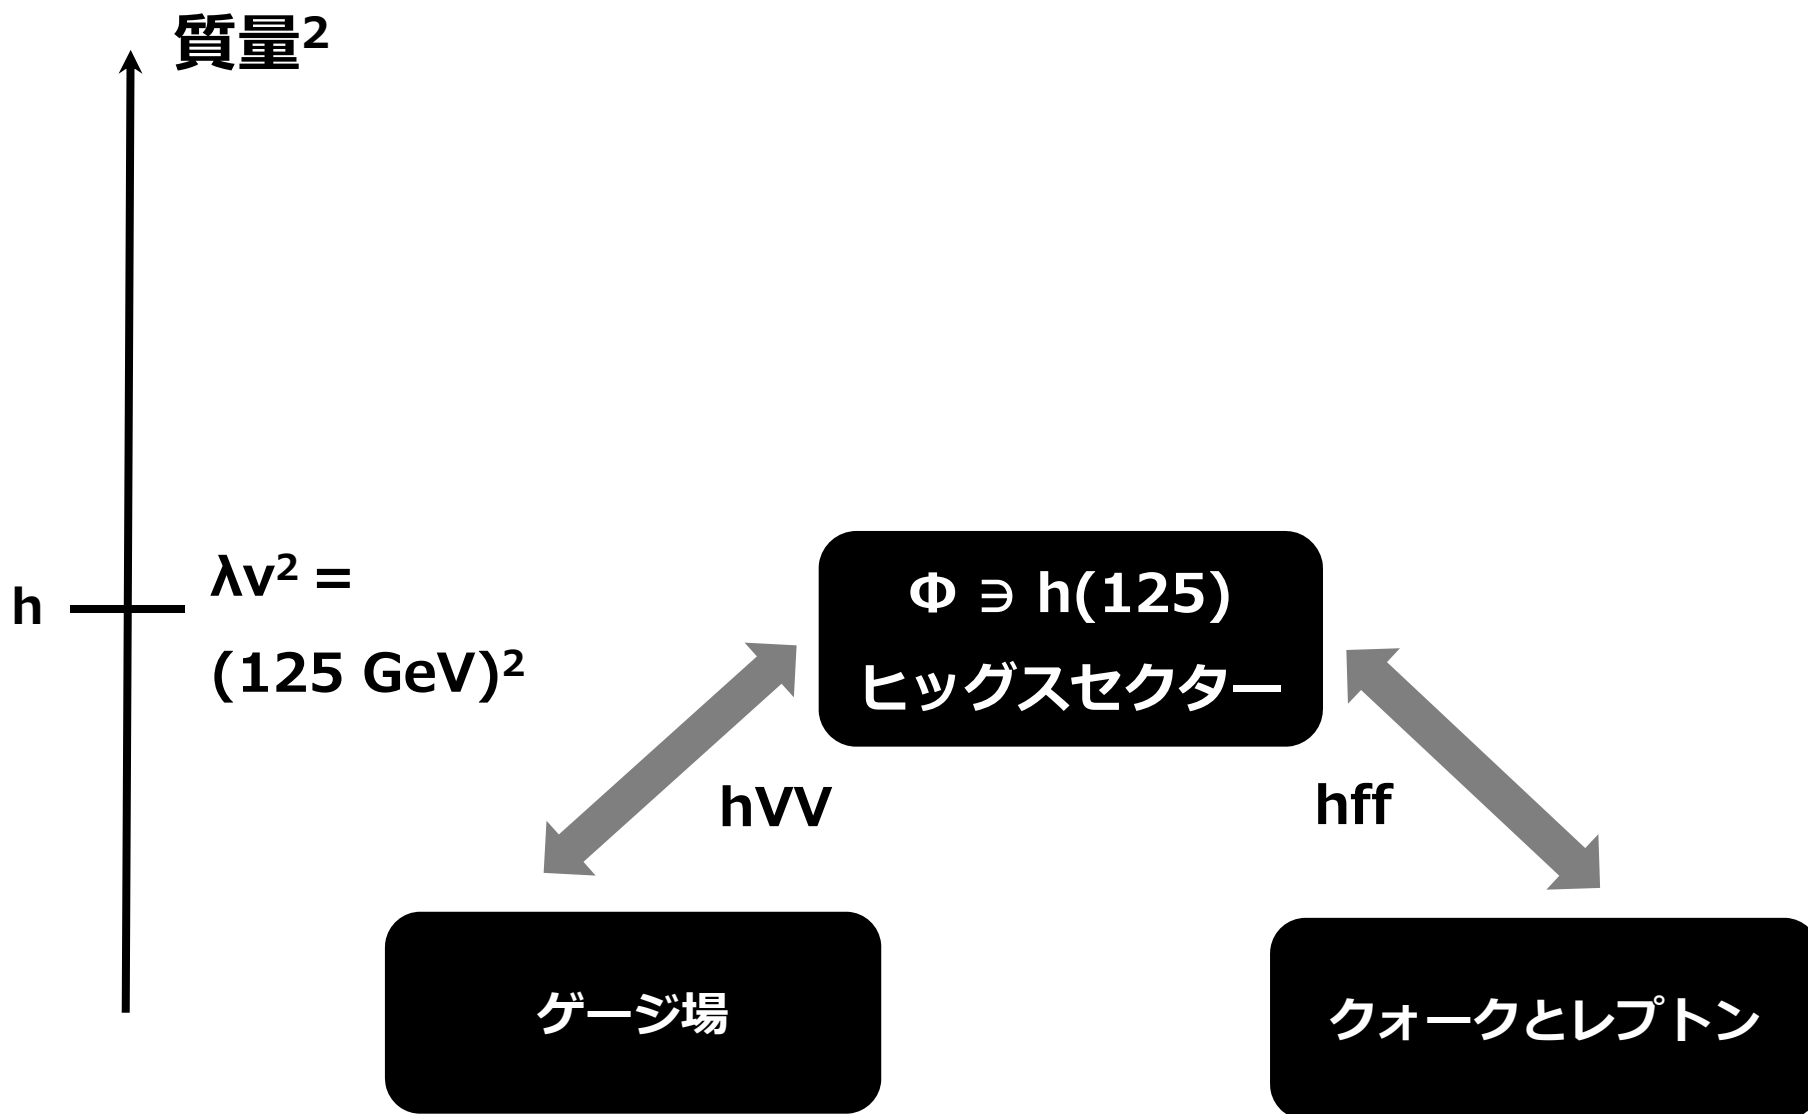 質量²
h
λv² =
(125 GeV)²
Φ ∋ h(125)
ヒッグスセクター
hVV
hff
ゲージ場
クォークとレプトン